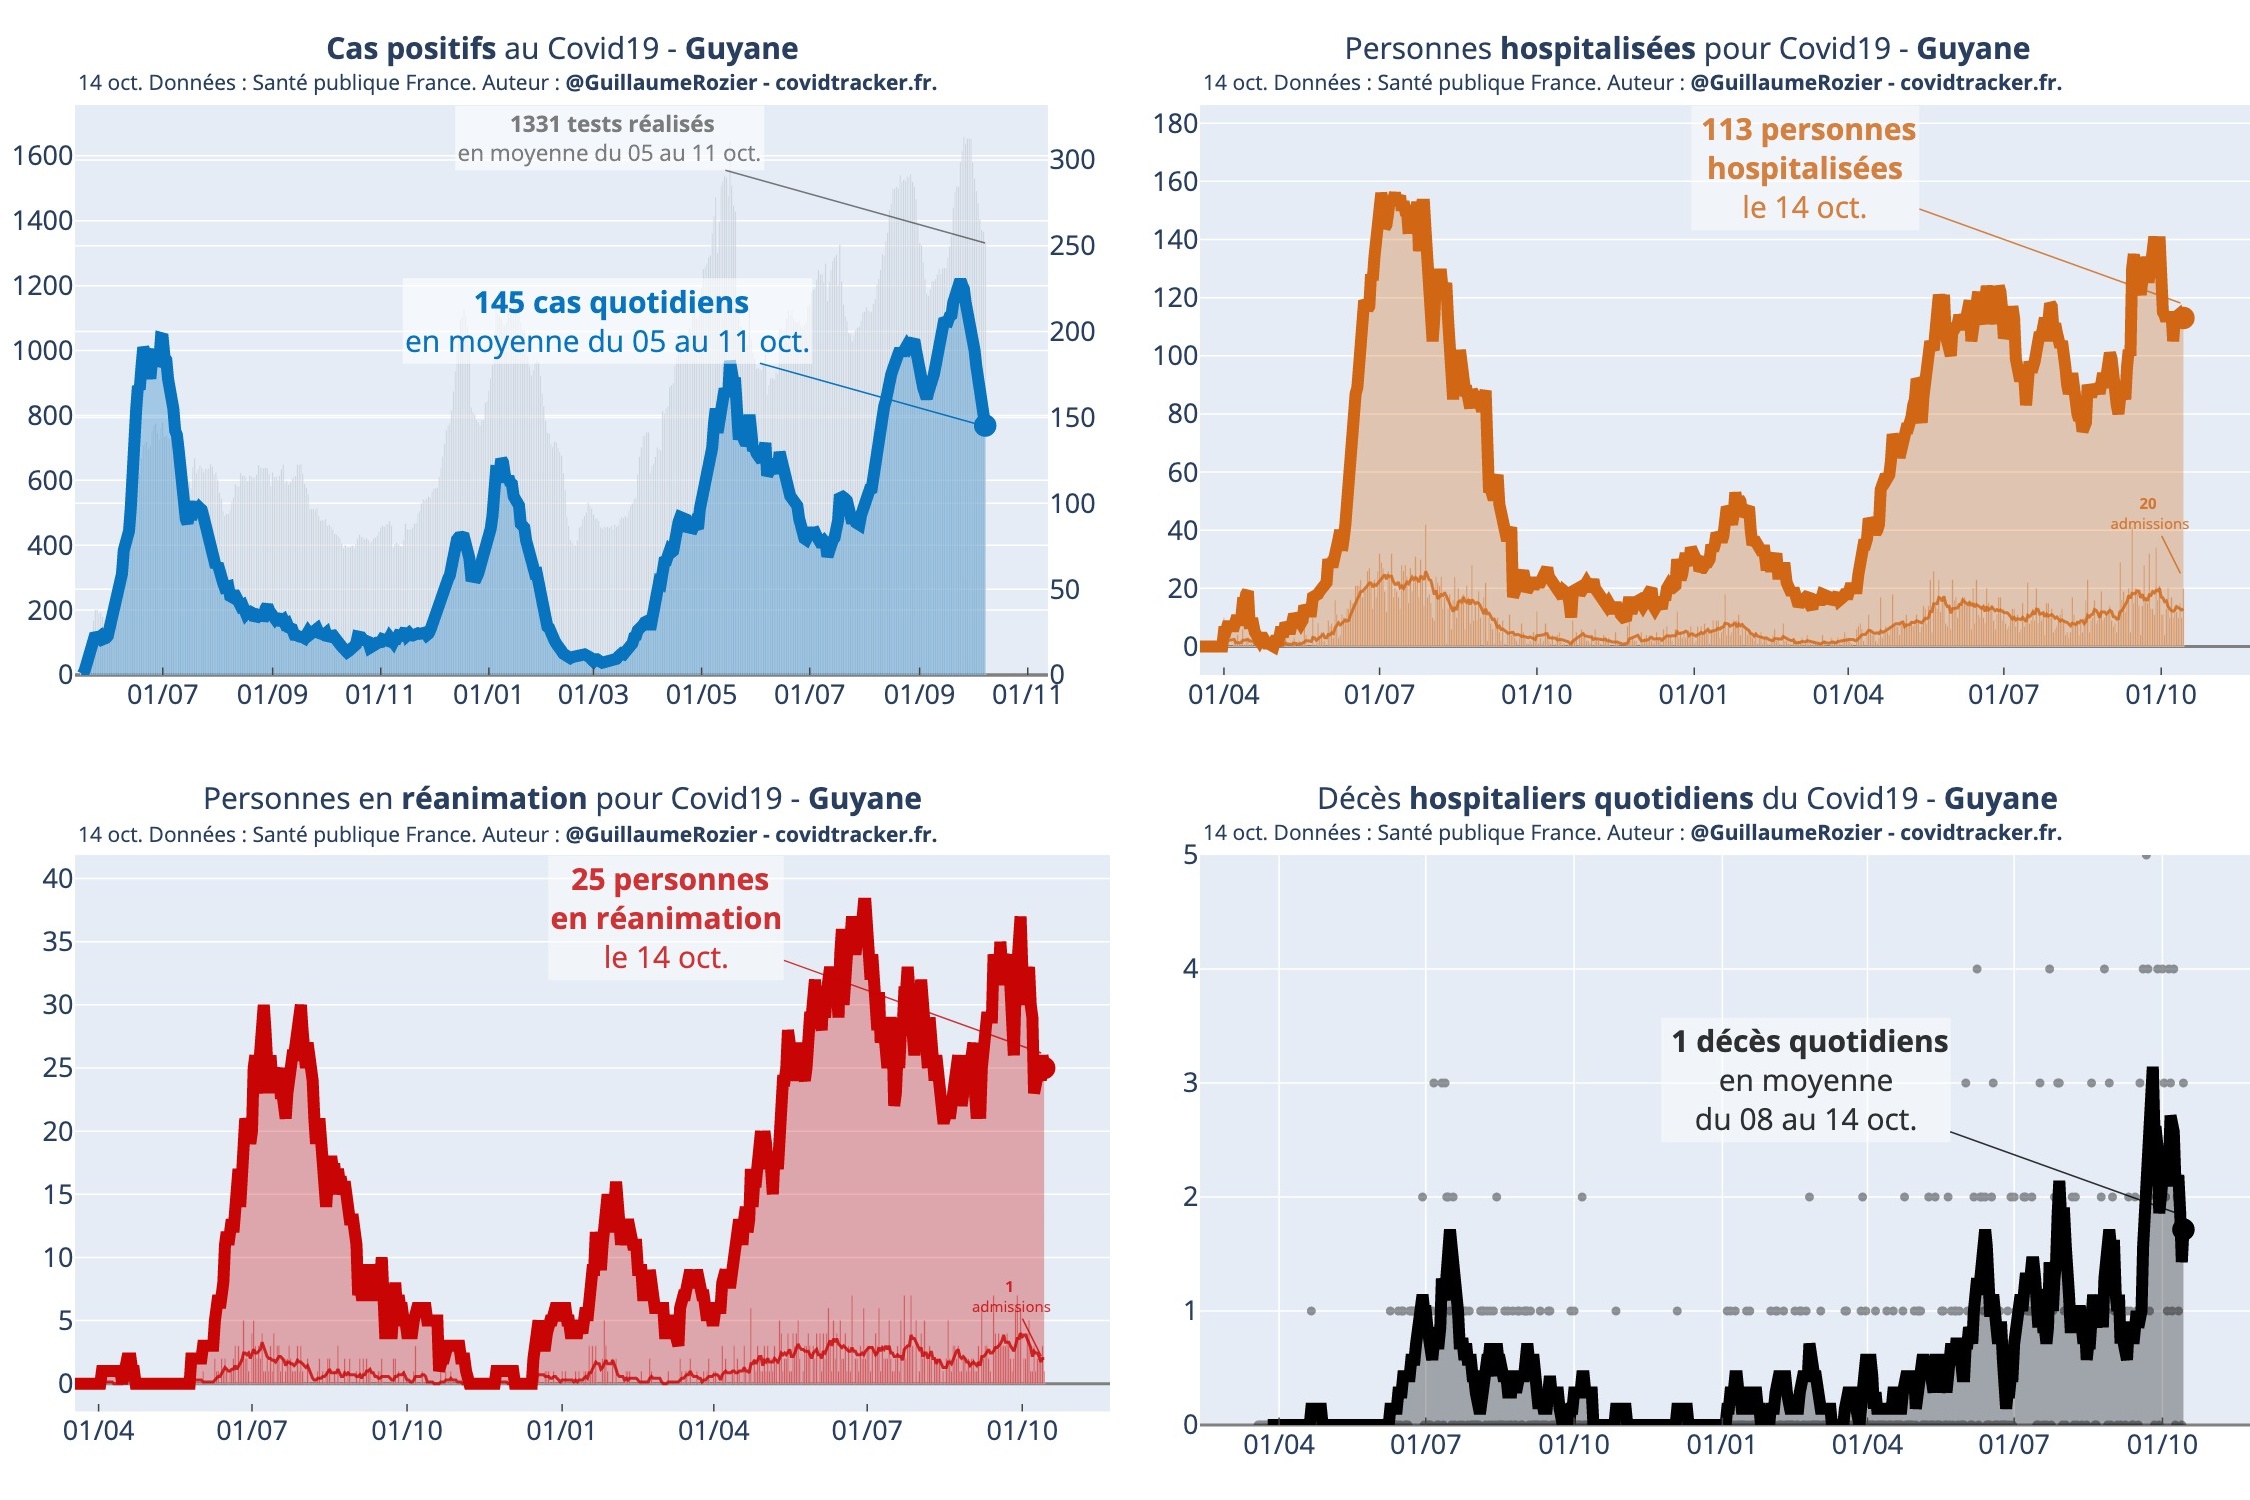 Cas positifs au Covid19 - Guyane
14 oct. Données : Santé publique France. Auteur : @GuillaumeRozier - covidtracker.fr.
1331 tests réalisés
en moyenne du 05 au 11 oct.
145 cas quotidiens
en moyenne du 05 au 11 oct.
1600
1400
1200
1000
800
600
400
200
0
300
250
200
150
100
50
0
01/07 01/09 01/11 01/01 01/03 01/05 01/07 01/09 01/11
Personnes hospitalisées pour Covid19 - Guyane
14 oct. Données : Santé publique France. Auteur : @GuillaumeRozier - covidtracker.fr.
113 personnes
hospitalisées
le 14 oct.
20
admissions
180
160
140
120
100
80
60
40
20
0
01/04 01/07 01/10 01/01 01/04 01/07 01/10
Personnes en réanimation pour Covid19 - Guyane
14 oct. Données : Santé publique France. Auteur : @GuillaumeRozier - covidtracker.fr.
25 personnes
en réanimation
le 14 oct.
1
admissions
40
35
30
25
20
15
10
5
0
01/04 01/07 01/10 01/01 01/04 01/07 01/10
Décès hospitaliers quotidiens du Covid19 - Guyane
14 oct. Données : Santé publique France. Auteur : @GuillaumeRozier - covidtracker.fr.
1 décès quotidiens
en moyenne
du 08 au 14 oct.
5
4
3
2
1
0
01/04 01/07 01/10 01/01 01/04 01/07 01/10